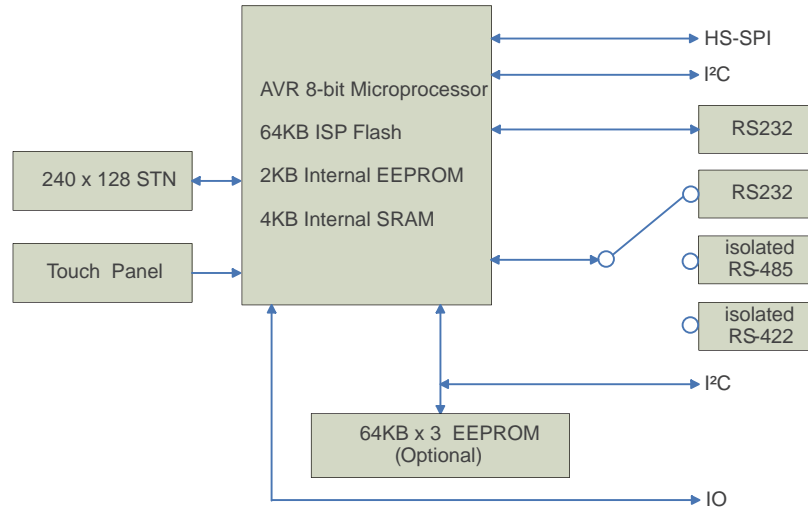 HS-SPI
I²C
AVR 8-bit Microprocessor
64KB ISP Flash
2KB Internal EEPROM
4KB Internal SRAM
RS232
240 x 128 STN
RS232
Touch Panel
isolated
RS-485
isolated
RS-422
I²C
64KB x 3 EEPROM
(Optional)
IO